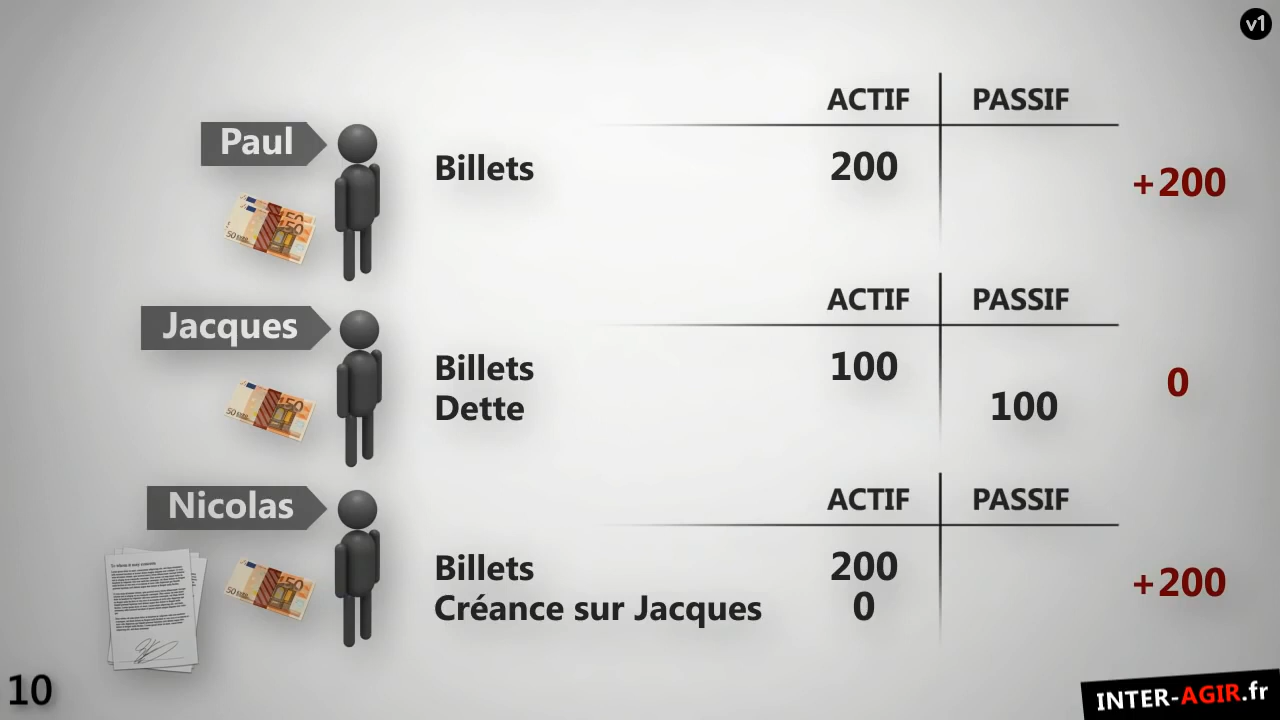 v1
ACTIF PASSIF
Paul
Billets 200
+200
ACTIF PASSIF
Jacques
Billets 100
0
Dette 100
ACTIF PASSIF
Nicolas
Billets 200
+200
Créance sur Jacques 0
10
INTER-AGIR.fr